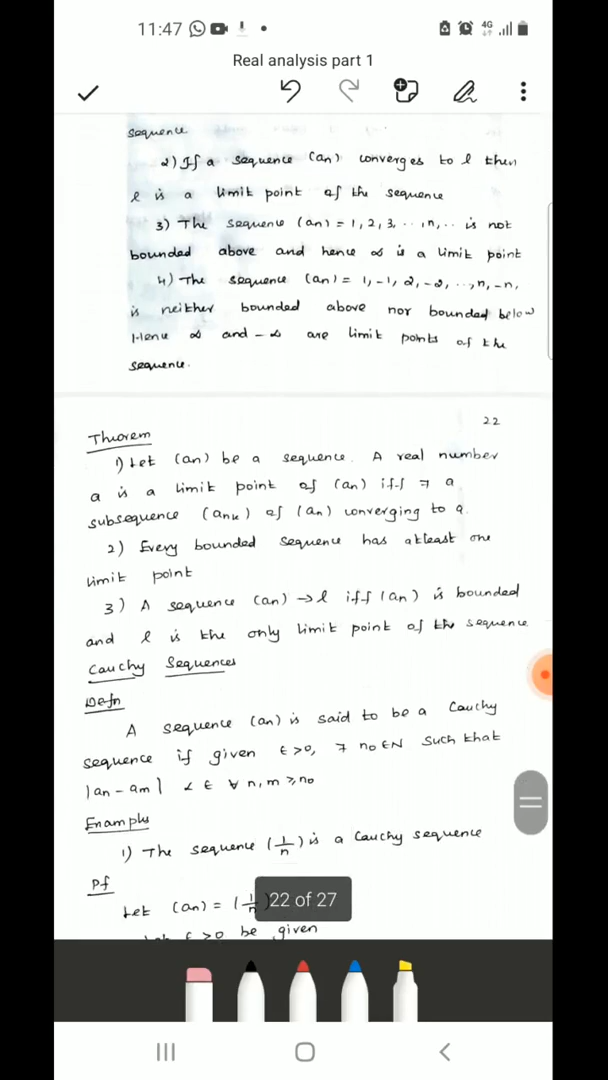 11:47
4G
Real analysis part 1
sequence
2) If a sequence (an) converges to l then
l is a limit point of the sequence
3) The sequence (an) = 1, 2, 3, ..., n, .. is not
bounded above and hence ∞ is a limit point
4) The sequence (an) = 1, -1, 2, -2, .., n, -n,
is neither bounded above nor bounded below
Hence ∞ and -∞ are limit points of the
sequence.
22
Theorem
1) Let (an) be a sequence. A real number
a is a limit point of (an) iff ∃ a
subsequence (ank) of (an) converging to a.
2) Every bounded sequence has atleast one
limit point
3) A sequence (an) → l iff (an) is bounded
and l is the only limit point of the sequence
Cauchy Sequences
Defn
A sequence (an) is said to be a Cauchy
sequence if given ε>0, ∃ n0 ∈ N such that
|an - am| < ε ∀ n, m ≥ n0
Examples
1) The sequence (1/n) is a Cauchy sequence
Pf
Let (an) = (1/n)
22 of 27
Let ε >0 be given